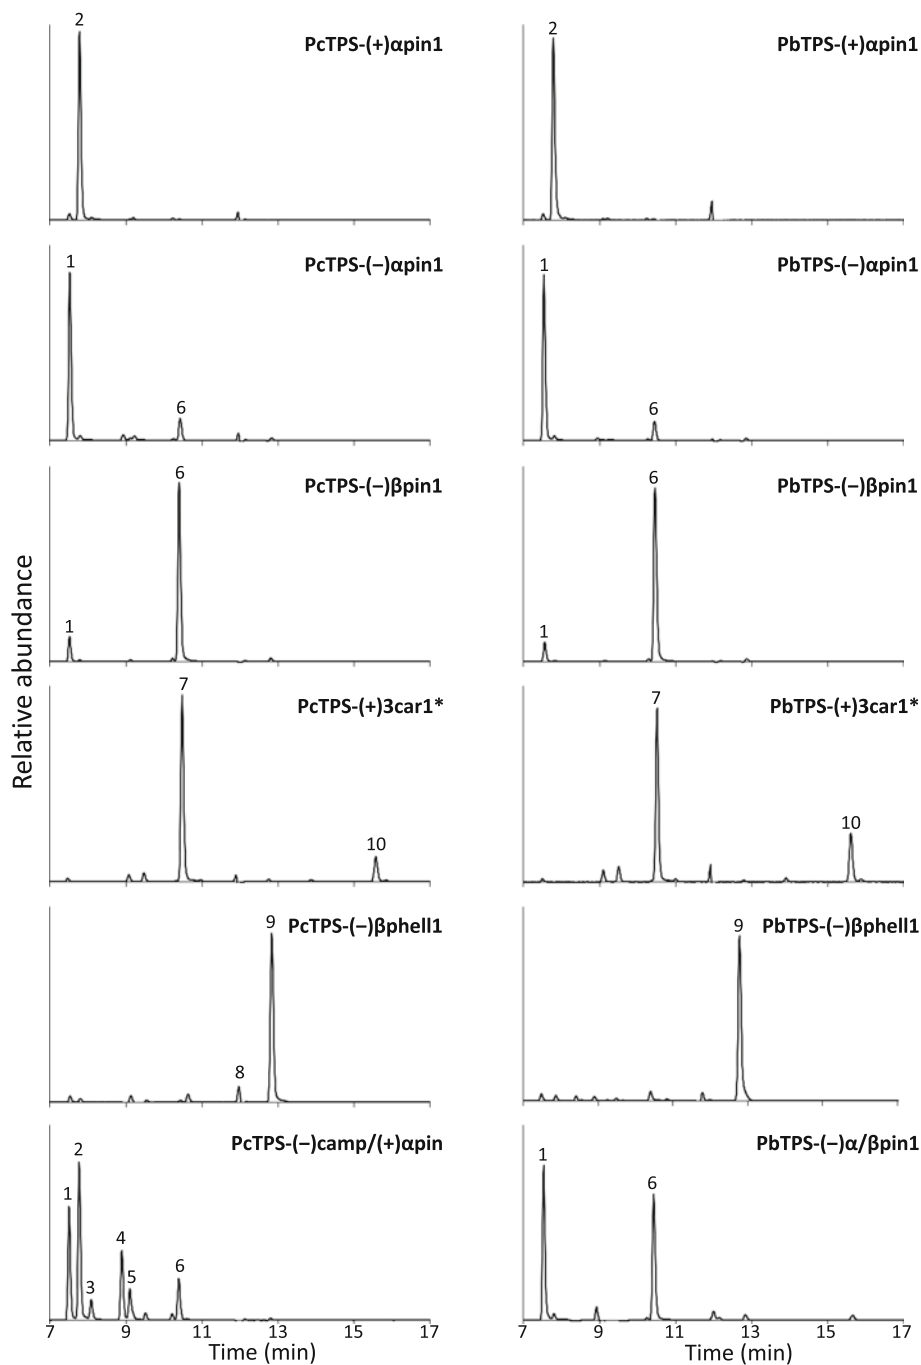 2
PcTPS-(+)αpin1
2
PbTPS-(+)αpin1
1
6
PcTPS-(−)αpin1
1
6
PbTPS-(−)αpin1
1
6
PcTPS-(−)βpin1
1
6
PbTPS-(−)βpin1
Relative abundance
7
10
PcTPS-(+)3car1*
7
10
PbTPS-(+)3car1*
8
9
PcTPS-(−)βphell1
9
PbTPS-(−)βphell1
1
2
3
4
5
6
PcTPS-(−)camp/(+)αpin
1
6
PbTPS-(−)α/βpin1
7 9 11 13 15 17
Time (min)
7 9 11 13 15 17
Time (min)